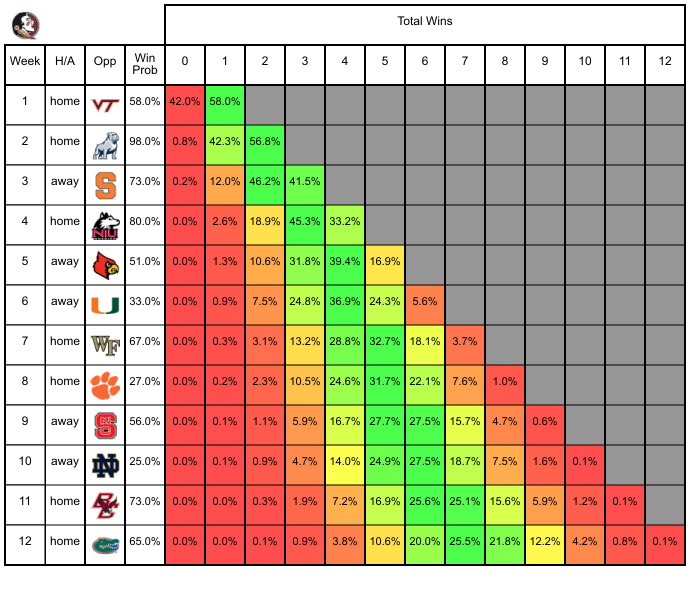 Total Wins
Week H/A Opp Win Prob 0 1 2 3 4 5 6 7 8 9 10 11 12
1 home VT 58.0% 42.0% 58.0%
2 home 98.0% 0.8% 42.3% 56.8%
3 away S 73.0% 0.2% 12.0% 46.2% 41.5%
4 home NIU 80.0% 0.0% 2.6% 18.9% 45.3% 33.2%
5 away 51.0% 0.0% 1.3% 10.6% 31.8% 39.4% 16.9%
6 away U 33.0% 0.0% 0.9% 7.5% 24.8% 36.9% 24.3% 5.6%
7 home WF 67.0% 0.0% 0.3% 3.1% 13.2% 28.8% 32.7% 18.1% 3.7%
8 home 27.0% 0.0% 0.2% 2.3% 10.5% 24.6% 31.7% 22.1% 7.6% 1.0%
9 away NCS 56.0% 0.0% 0.1% 1.1% 5.9% 16.7% 27.7% 27.5% 15.7% 4.7% 0.6%
10 away ND 25.0% 0.0% 0.1% 0.9% 4.7% 14.0% 24.9% 27.5% 18.7% 7.5% 1.6% 0.1%
11 home BC 73.0% 0.0% 0.0% 0.3% 1.9% 7.2% 16.9% 25.6% 25.1% 15.6% 5.9% 1.2% 0.1%
12 home 65.0% 0.0% 0.0% 0.1% 0.9% 3.8% 10.6% 20.0% 25.5% 21.8% 12.2% 4.2% 0.8% 0.1%